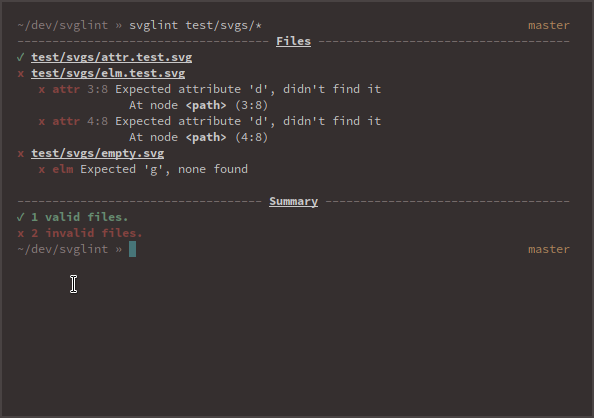 ~/dev/svglint » svglint test/svgs/* master
Files
✓ test/svgs/attr.test.svg
x test/svgs/elm.test.svg
x attr 3:8 Expected attribute 'd', didn't find it
At node <path> (3:8)
x attr 4:8 Expected attribute 'd', didn't find it
At node <path> (4:8)
x test/svgs/empty.svg
x elm Expected 'g', none found
Summary
✓ 1 valid files.
x 2 invalid files.
~/dev/svglint » master